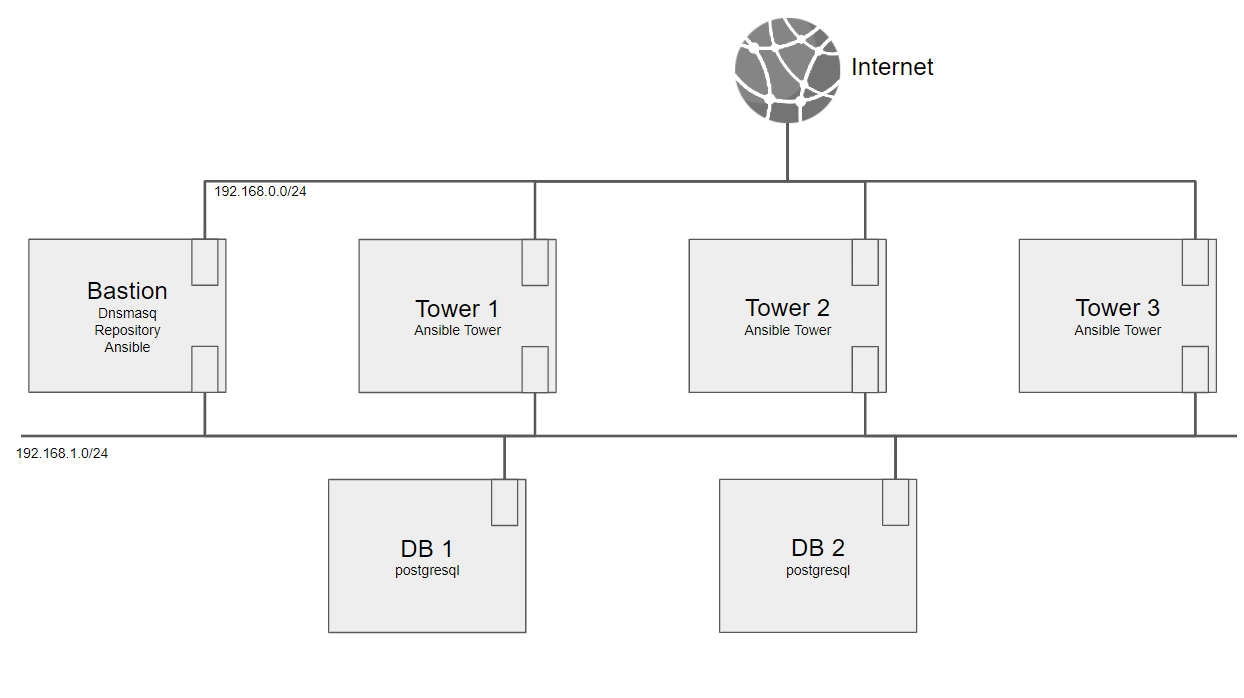 Internet
192.168.0.0/24
Bastion
Dnsmasq
Repository
Ansible
Tower 1
Ansible Tower
Tower 2
Ansible Tower
Tower 3
Ansible Tower
192.168.1.0/24
DB 1
postgresql
DB 2
postgresql